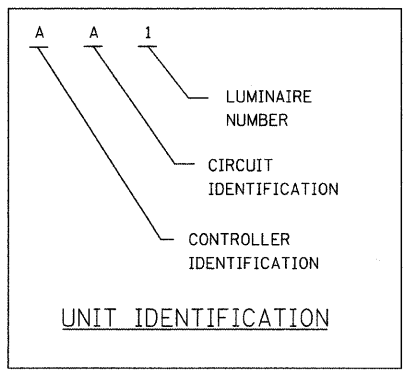 A A 1
LUMINAIRE
NUMBER
CIRCUIT
IDENTIFICATION
CONTROLLER
IDENTIFICATION
UNIT IDENTIFICATION